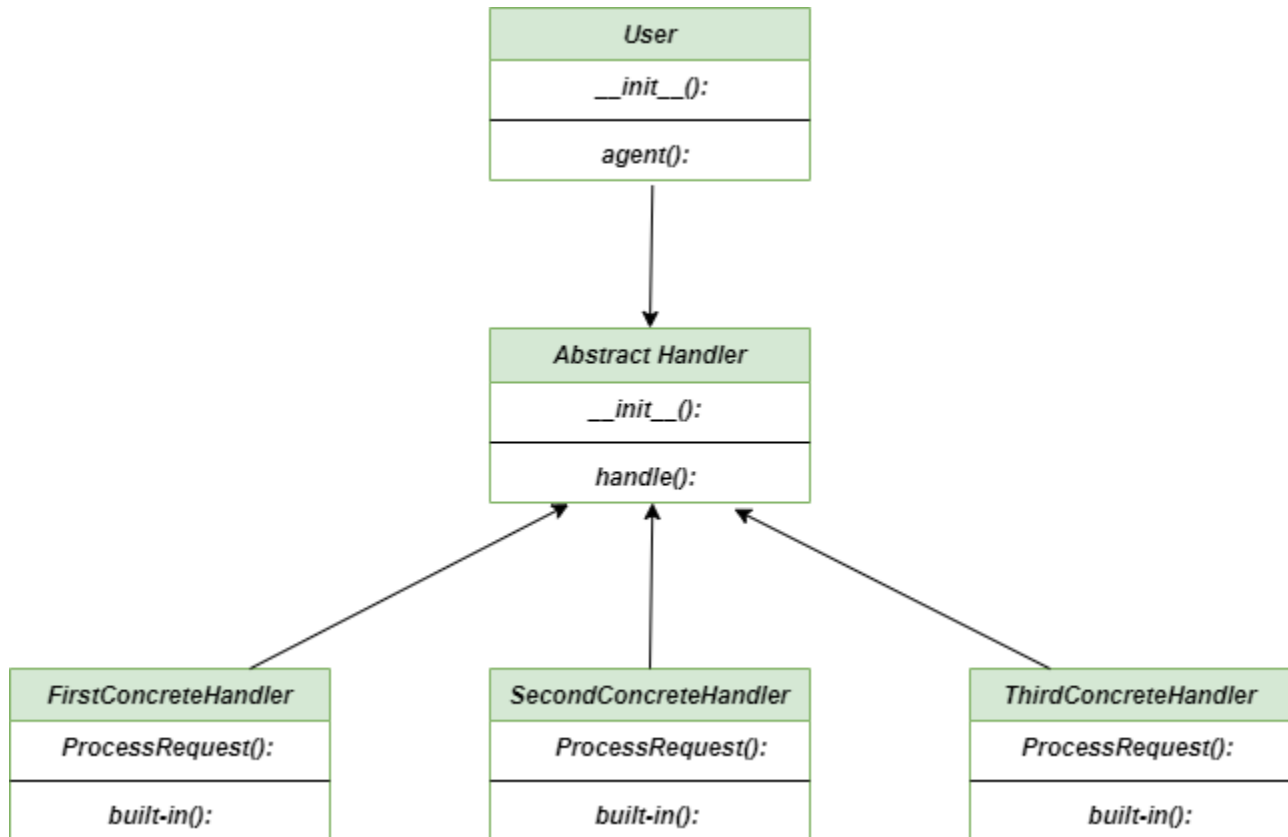 User
__init__():
agent():
Abstract Handler
__init__():
handle():
FirstConcreteHandler
ProcessRequest():
built-in():
SecondConcreteHandler
ProcessRequest():
built-in():
ThirdConcreteHandler
ProcessRequest():
built-in():